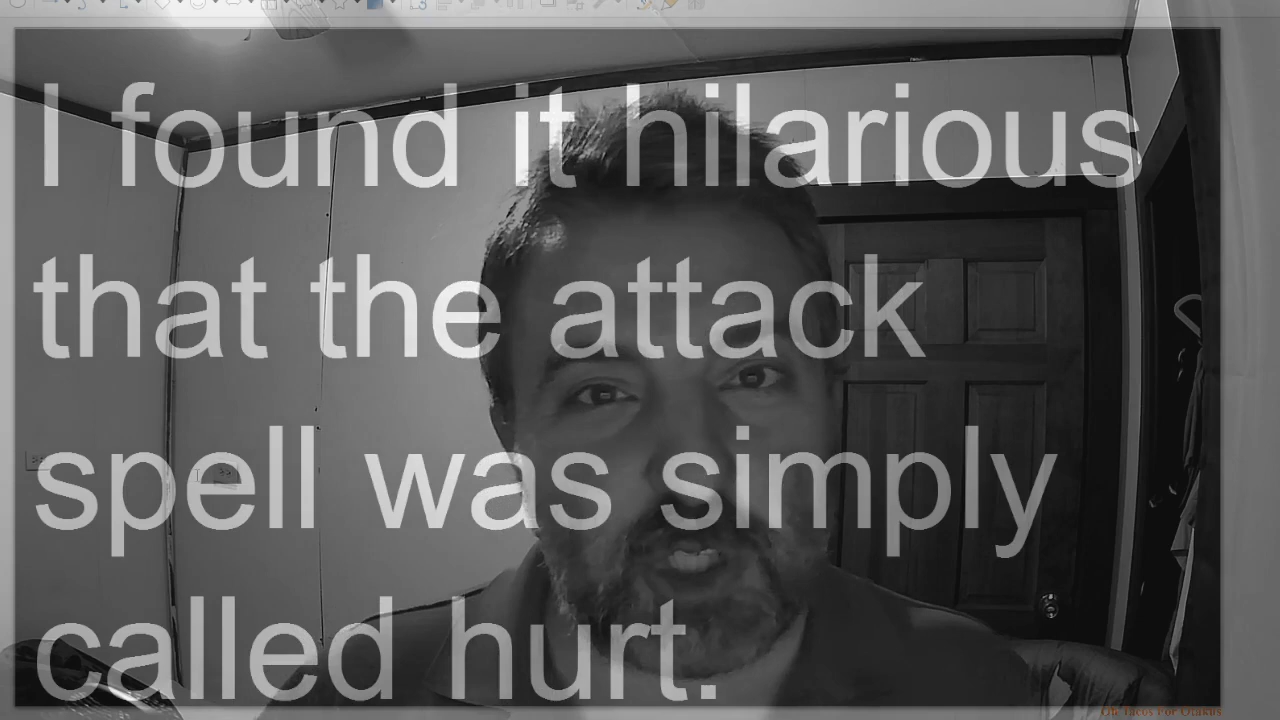 I found it hilarious
that the attack
spell was simply
called hurt.